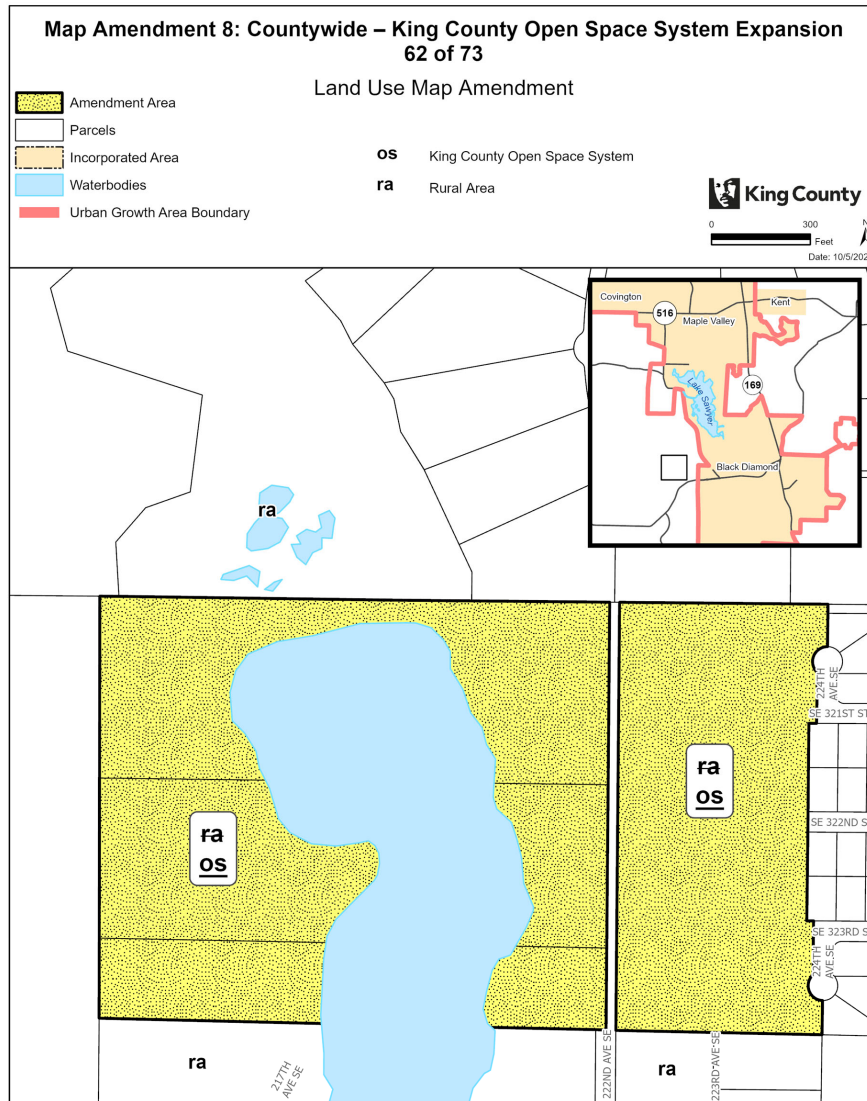 Map Amendment 8: Countywide – King County Open Space System Expansion
62 of 73
Land Use Map Amendment
Amendment Area
Parcels
Incorporated Area
Waterbodies
Urban Growth Area Boundary
os King County Open Space System
ra Rural Area
King County
0 300
Feet
N
Date: 10/5/202
Covington
516
Kent
Maple Valley
Lake Sawyer
169
Black Diamond
ra
224TH
AVE SE
SE 321ST ST
ra
os
SE 322ND S
ra
os
SE 323RD S
224TH
AVE SE
ra
217TH
AVE SE
222ND AVE SE
ra
223RD AVE SE